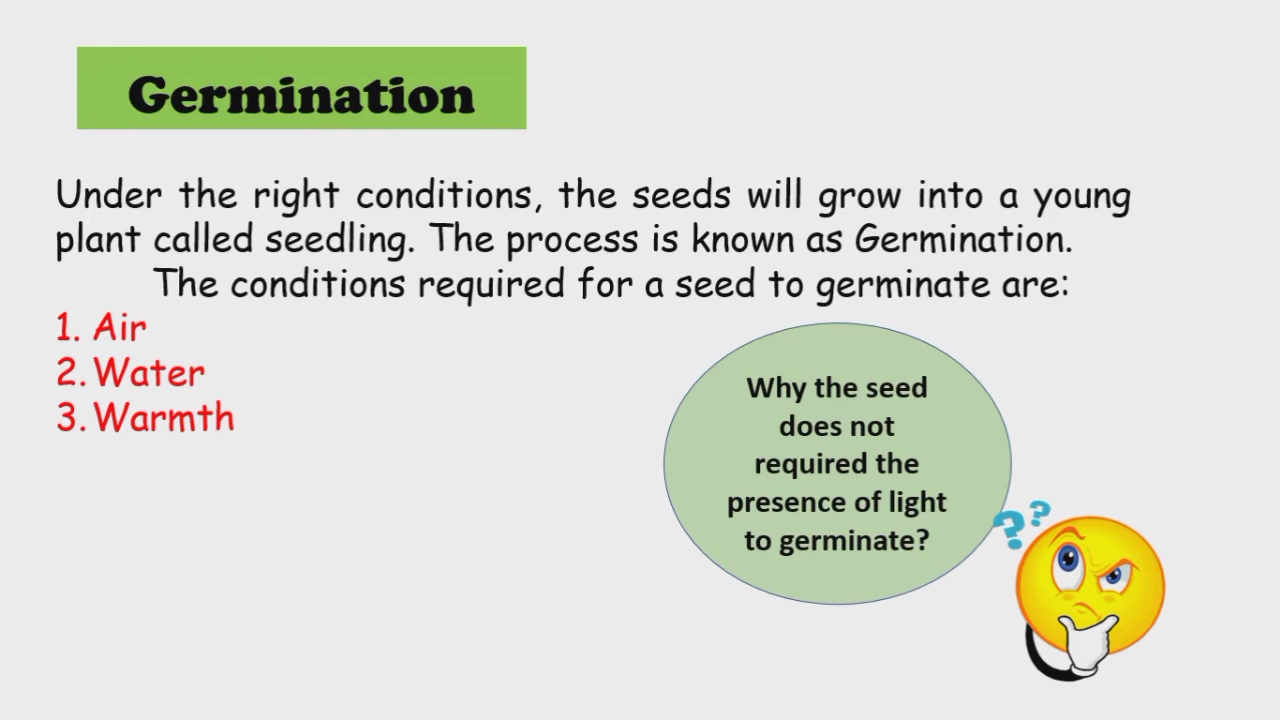 Germination
Under the right conditions, the seeds will grow into a young
plant called seedling. The process is known as Germination.
The conditions required for a seed to germinate are:
1. Air
2. Water
3. Warmth
Why the seed
does not
required the
presence of light
to germinate?
??